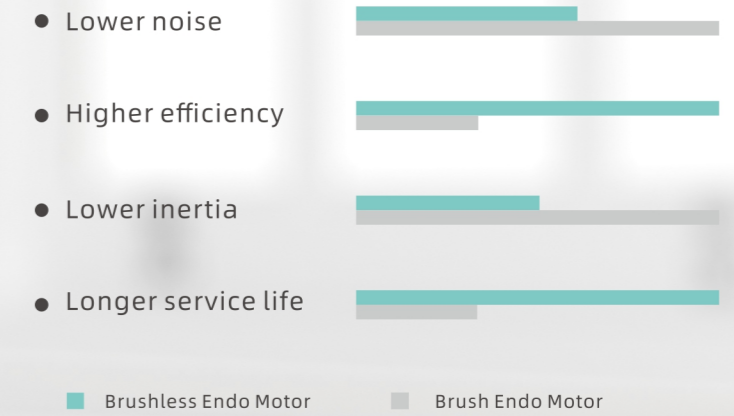 ● Lower noise
● Higher efficiency
● Lower inertia
● Longer service life
Brushless Endo Motor
Brush Endo Motor